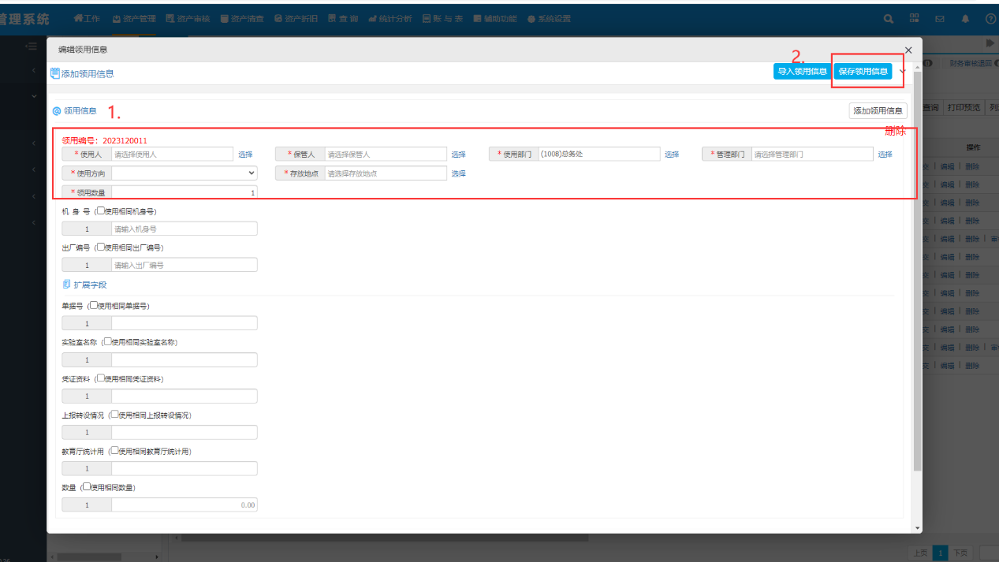 管理系统 工作 资产管理 资产审核 资产清查 资产折旧 查 询 统计分析 账 与 表 辅助功能 系统设置
编辑领用信息
添加领用信息 2. 导入领用信息 保存领用信息
财务审核退回
@ 领用信息 1. 添加领用信息
查询 打印预览 列
删除
领用编号：2023120011
* 使用人 请选择使用人 选择 * 保管人 请选择保管人 选择 * 使用部门 (1008)总务处 选择 * 管理部门 请选择管理部门 选择
操作
* 使用方向 * 存放地点 请选择存放地点 选择
* 领用数量 1
交 | 编辑 | 删除
交 | 编辑 | 删除
交 | 编辑 | 删除
交 | 编辑 | 删除
交 | 编辑 | 删除 | 审
交 | 编辑 | 删除
交 | 编辑 | 删除
交 | 编辑 | 删除
交 | 编辑 | 删除
交 | 编辑 | 删除
交 | 编辑 | 删除 | 审
交 | 编辑 | 删除
机 身 号 (使用相同机身号)
1 请输入机身号
出厂编号 (使用相同出厂编号)
1 请输入出厂编号
扩展字段
单据号 (使用相同单据号)
1
实验室名称 (使用相同实验室名称)
1
凭证资料 (使用相同凭证资料)
1
上报转设情况 (使用相同上报转设情况)
1
教育厅统计用 (使用相同教育厅统计用)
1
数量 (使用相同数量)
1 0.00
上页 1 下页